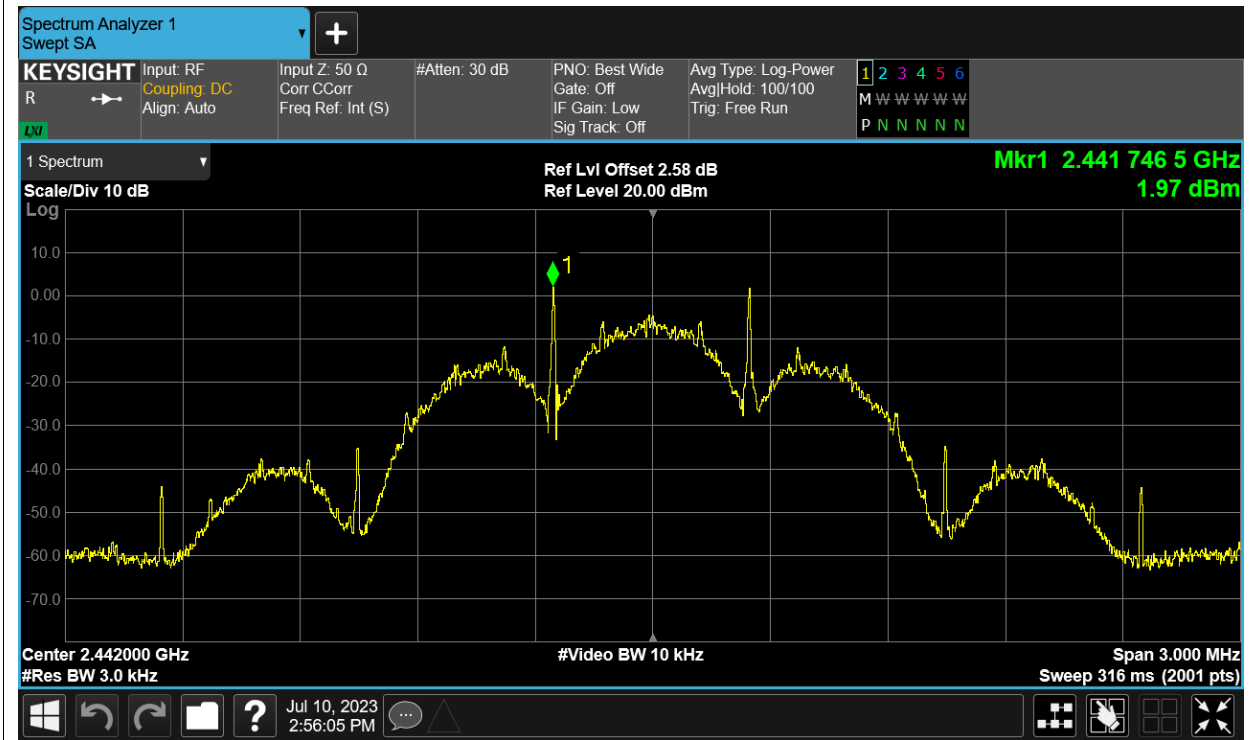 Spectrum Analyzer 1
Swept SA
KEYSIGHT
R
LXI
Input: RF
Coupling: DC
Align: Auto
Input Z: 50 Ω
Corr CCorr
Freq Ref: Int (S)
#Atten: 30 dB
PNO: Best Wide
Gate: Off
IF Gain: Low
Sig Track: Off
Avg Type: Log-Power
Avg|Hold: 100/100
Trig: Free Run
1 2 3 4 5 6
M W W W W W
P N N N N N
1 Spectrum
Scale/Div 10 dB
Log
Ref Lvl Offset 2.58 dB
Ref Level 20.00 dBm
Mkr1 2.441 746 5 GHz
1.97 dBm
1
10.0
0.00
-10.0
-20.0
-30.0
-40.0
-50.0
-60.0
-70.0
Center 2.442000 GHz
#Video BW 10 kHz
Span 3.000 MHz
#Res BW 3.0 kHz
Sweep 316 ms (2001 pts)
?
Jul 10, 2023
2:56:05 PM